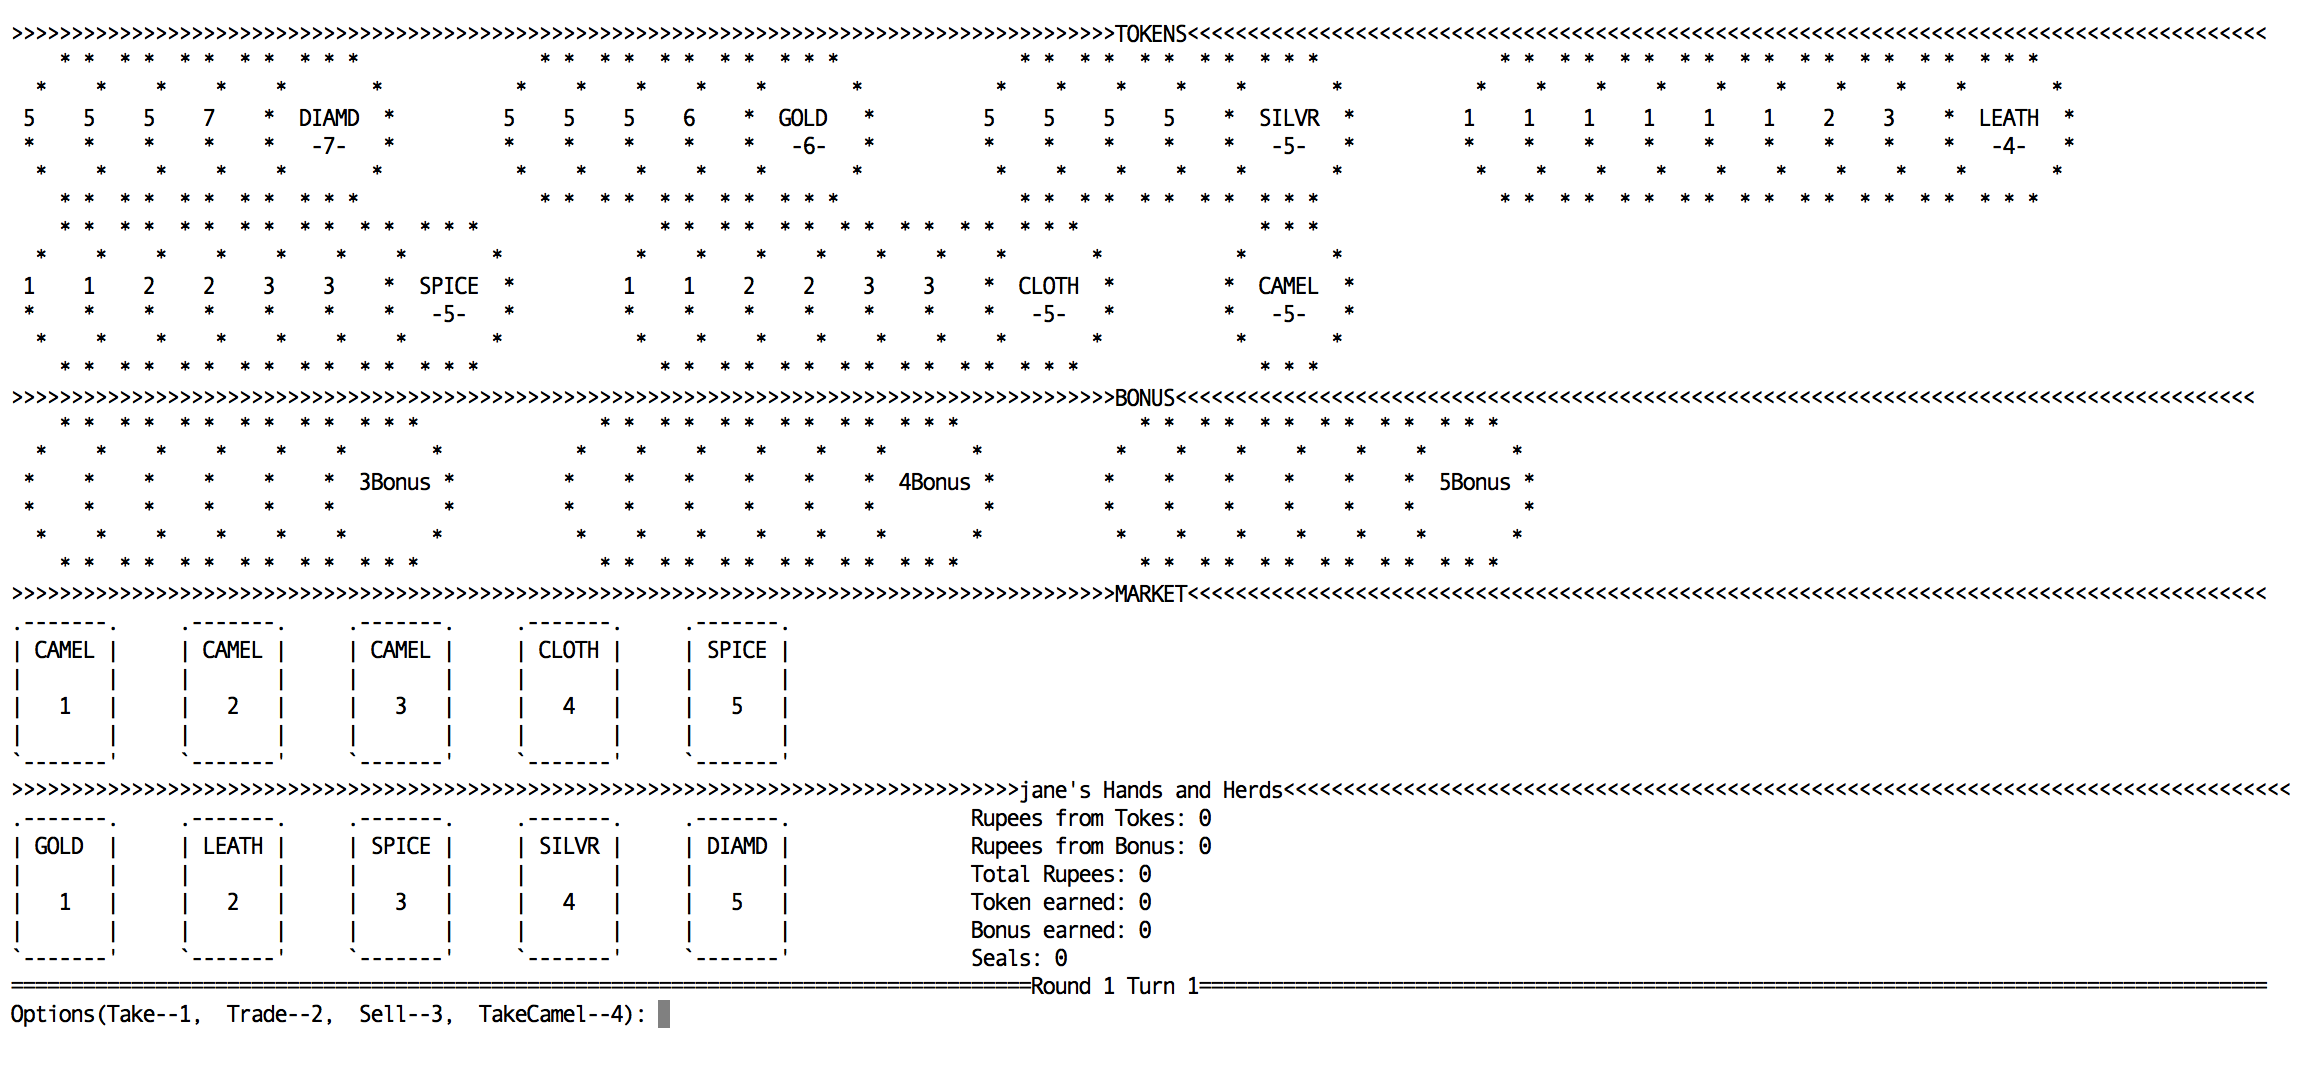 >>>>>>>>>>>>>>>>>>>>>>>>>>>>>>>>>>>>>>>>>>>>>>>>>>>>>>>>>>>>>>>>>>>>>>>>>>>>>>>>>>>>>>>>>>>>TOKENS<<<<<<<<<<<<<<<<<<<<<<<<<<<<<<<<<<<<<<<<<<<<<<<<<<<<<<<<<<<<<<<<<<<<<<<<<<<<<<<<<<<<<<<<<<
5 5 5 7 * DIAMD * 5 5 5 6 * GOLD * 5 5 5 5 * SILVR * 1 1 1 1 1 1 2 3 * LEATH *
* * * * * -7- * * * * * * -6- * * * * * * -5- * * * * * * * * * * -4- *
1 1 2 2 3 3 * SPICE * 1 1 2 2 3 3 * CLOTH * * CAMEL *
* * * * * * * -5- * * * * * * * * -5- * * -5- *
>>>>>>>>>>>>>>>>>>>>>>>>>>>>>>>>>>>>>>>>>>>>>>>>>>>>>>>>>>>>>>>>>>>>>>>>>>>>>>>>>>>>>>>>>>>>BONUS<<<<<<<<<<<<<<<<<<<<<<<<<<<<<<<<<<<<<<<<<<<<<<<<<<<<<<<<<<<<<<<<<<<<<<<<<<<<<<<<<<<<<<<<<<
* * * * * * 3Bonus * * * * * * * 4Bonus * * * * * * * 5Bonus *
>>>>>>>>>>>>>>>>>>>>>>>>>>>>>>>>>>>>>>>>>>>>>>>>>>>>>>>>>>>>>>>>>>>>>>>>>>>>>>>>>>>>>>>>>>>>MARKET<<<<<<<<<<<<<<<<<<<<<<<<<<<<<<<<<<<<<<<<<<<<<<<<<<<<<<<<<<<<<<<<<<<<<<<<<<<<<<<<<<<<<<<<<<
| CAMEL | | CAMEL | | CAMEL | | CLOTH | | SPICE |
| 1 | | 2 | | 3 | | 4 | | 5 |
>>>>>>>>>>>>>>>>>>>>>>>>>>>>>>>>>>>>>>>>>>>>>>>>>>>>>>>>>>>>>>>>>>>>>>>>>>>>>>>>>>>>jane's Hands and Herds<<<<<<<<<<<<<<<<<<<<<<<<<<<<<<<<<<<<<<<<<<<<<<<<<<<<<<<<<<<<<<<<<<<<<<<<<<<<<<<<<<<<
Rupees from Tokes: 0
| GOLD | | LEATH | | SPICE | | SILVR | | DIAMD | Rupees from Bonus: 0
Total Rupees: 0
| 1 | | 2 | | 3 | | 4 | | 5 | Token earned: 0
Bonus earned: 0
Seals: 0
=====================================================================================Round 1 Turn 1=========================================================================================
Options(Take--1, Trade--2, Sell--3, TakeCamel--4):